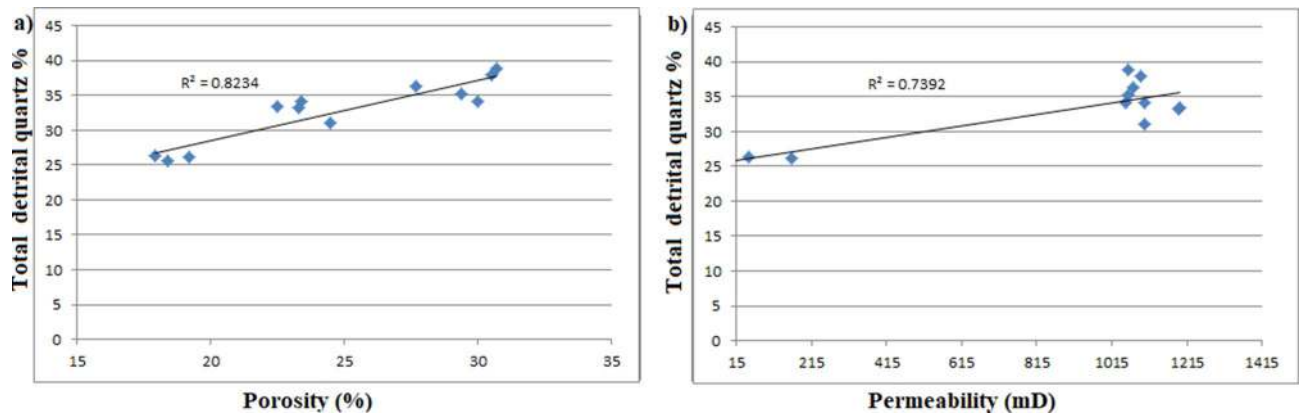 a)
Total detrital quartz %
45
40
35
30
25
20
15
10
5
0
R² = 0.8234
15 20 25 30 35
Porosity (%)
b)
Total detrital quartz %
45
40
35
30
25
20
15
10
5
0
R² = 0.7392
15 215 415 615 815 1015 1215 1415
Permeability (mD)